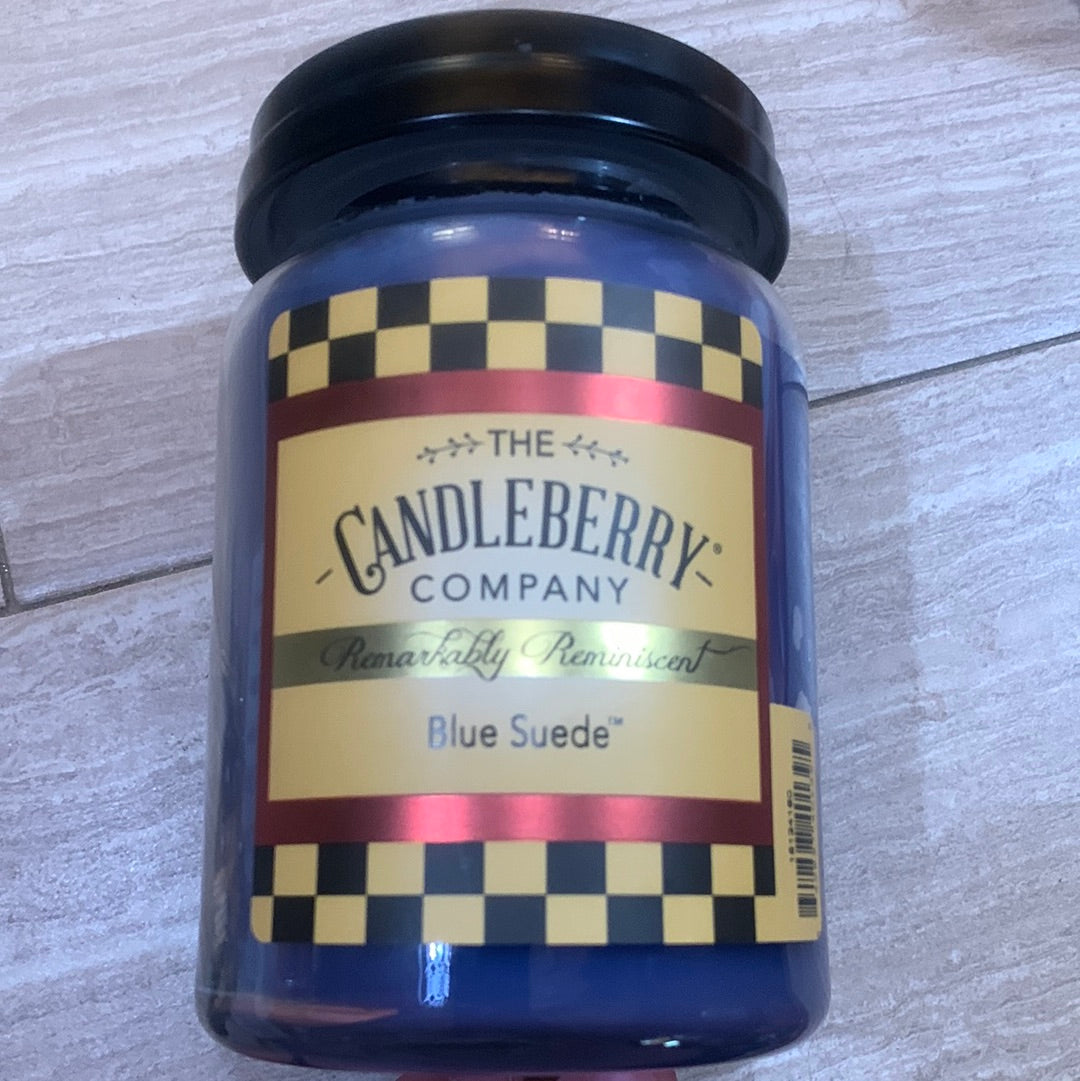 THE
CANDLEBERRY®
COMPANY
Remarkably Reminiscent
Blue Suede™